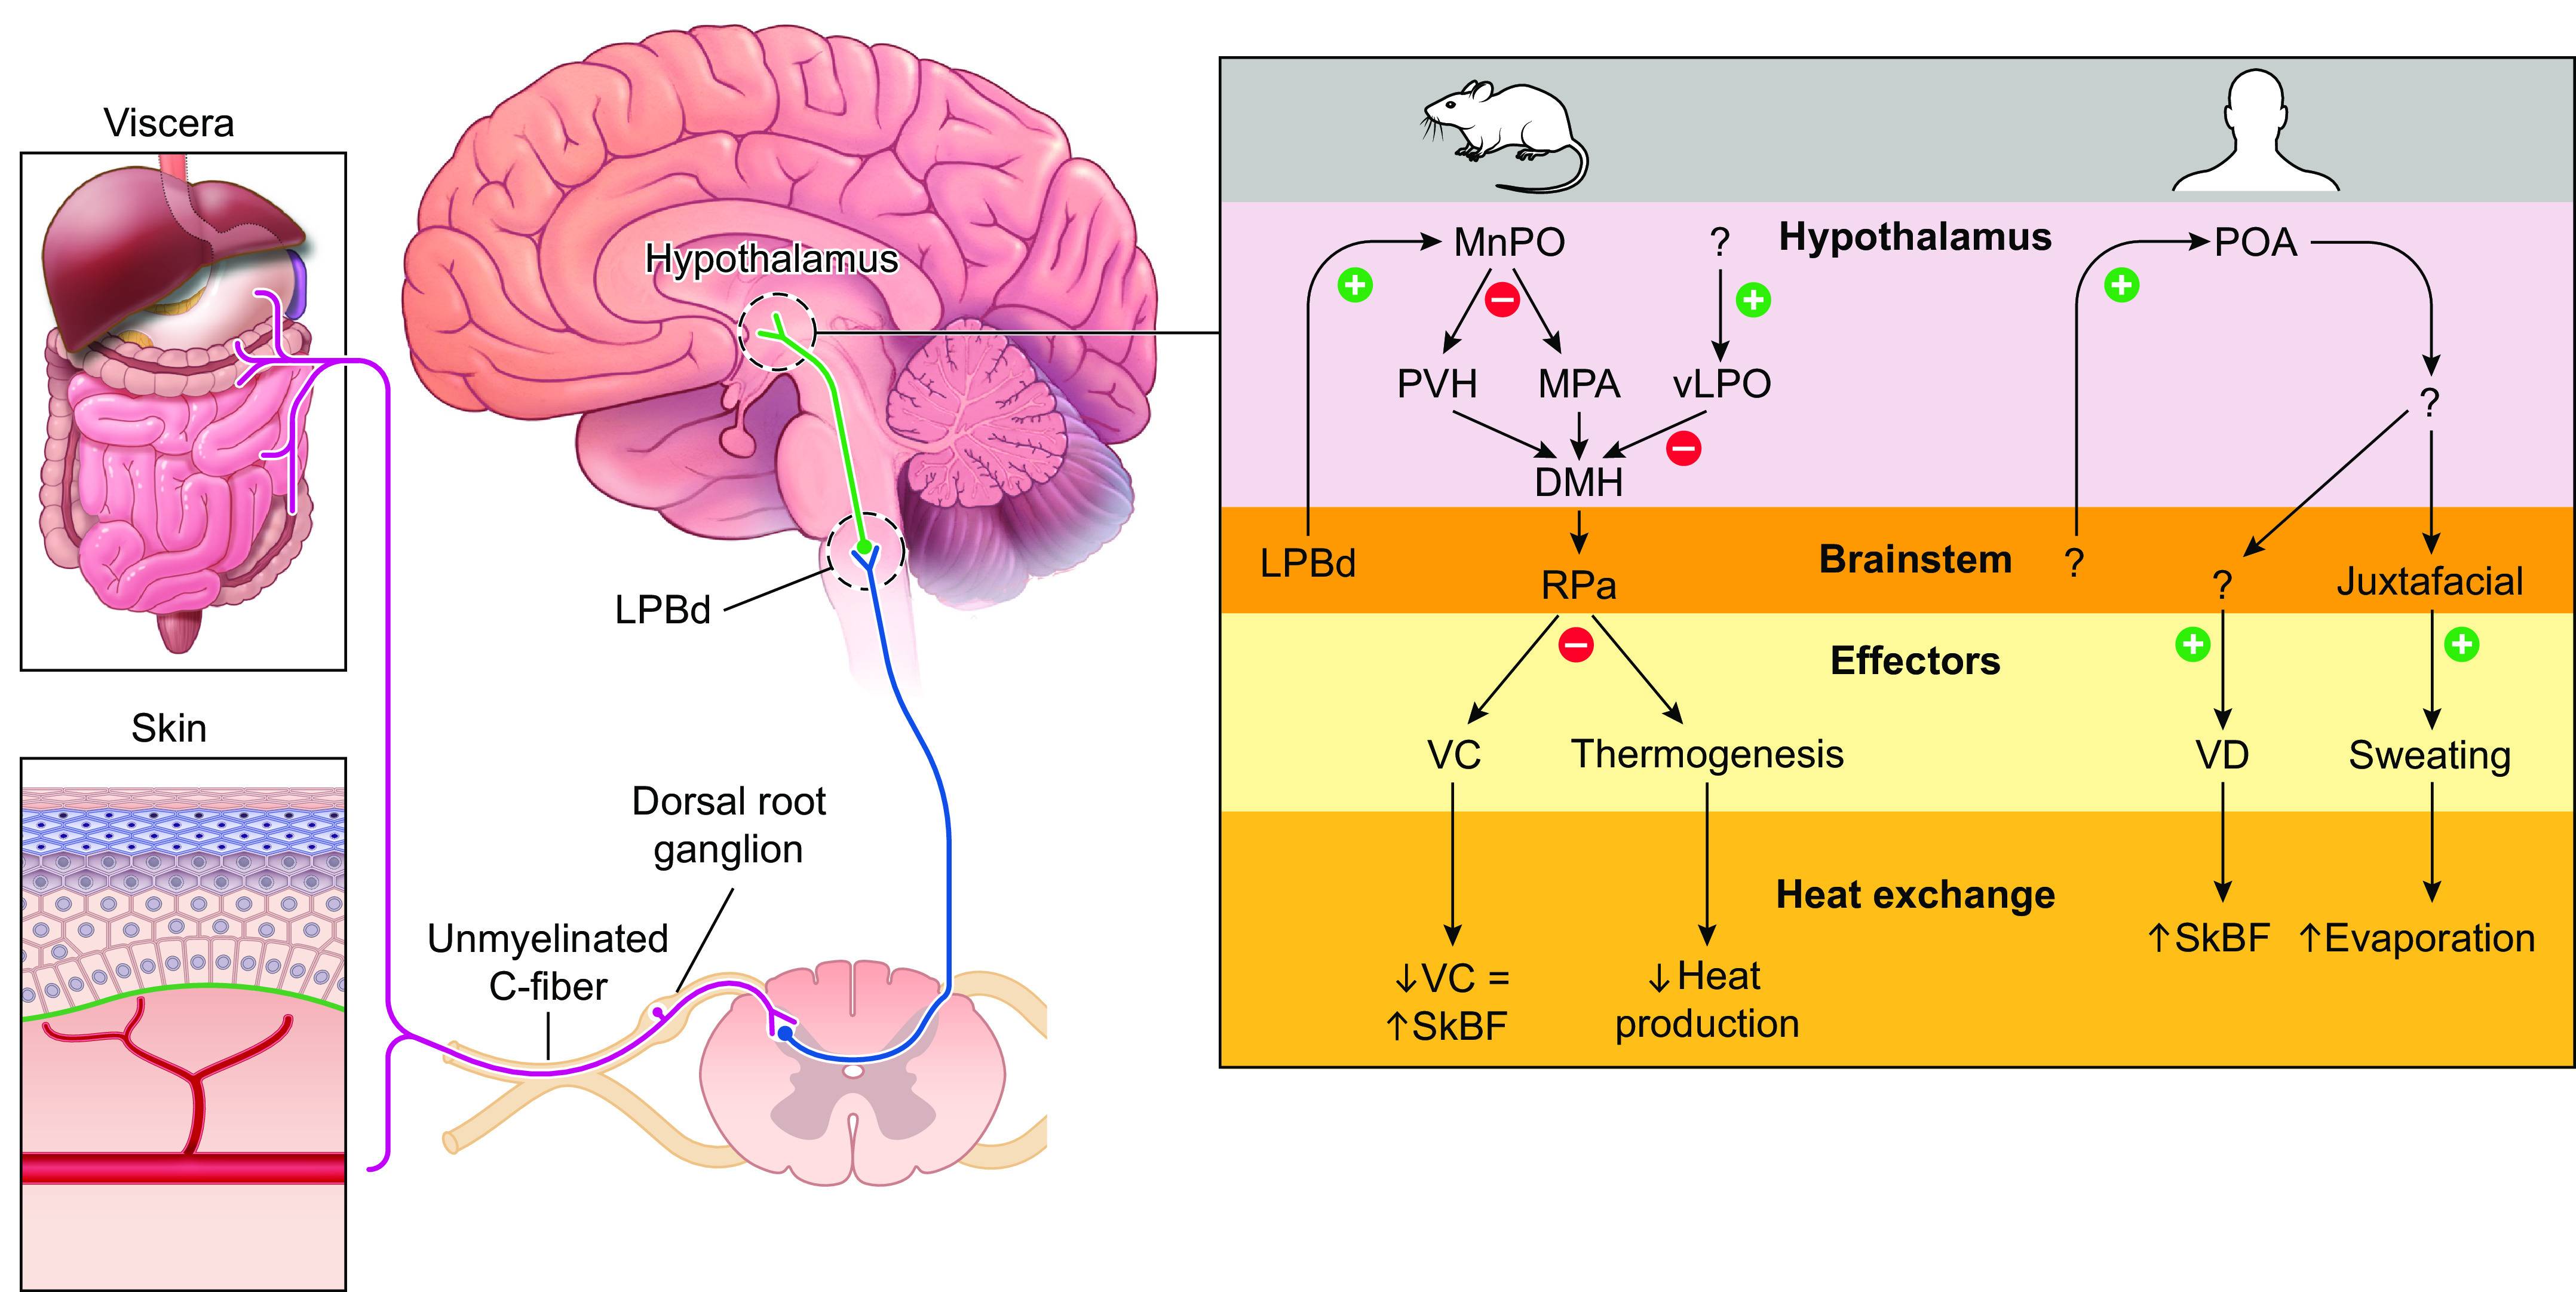 Viscera
Skin
Hypothalamus
LPBd
Dorsal root
ganglion
Unmyelinated
C-fiber
MnPO
?
Hypothalamus
POA
PVH
MPA
vLPO
?
DMH
LPBd
RPa
Brainstem
?
?
Juxtafacial
Effectors
VC
Thermogenesis
VD
Sweating
Heat exchange
↓VC =
↑SkBF
↓Heat
production
↑SkBF
↑Evaporation